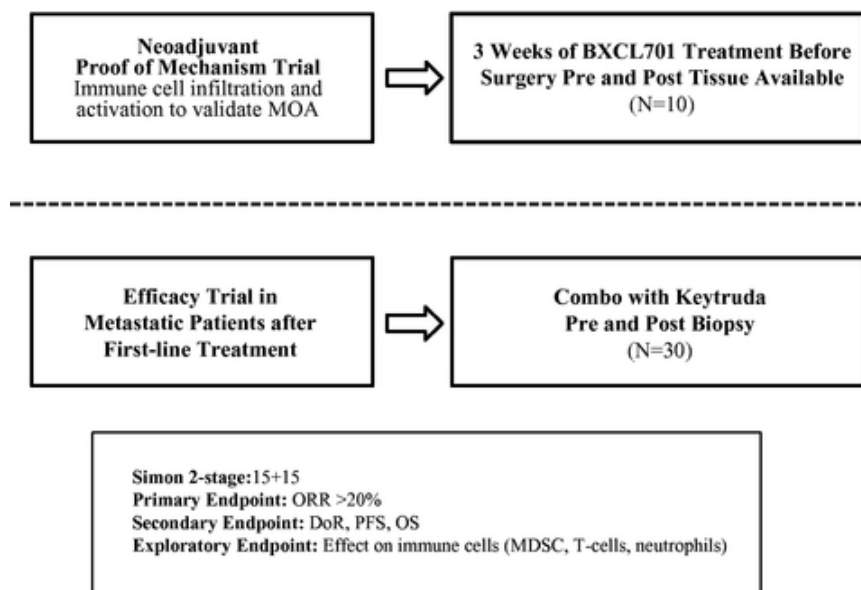 Neoadjuvant
Proof of Mechanism Trial
Immune cell infiltration and
activation to validate MOA
3 Weeks of BXCL701 Treatment Before
Surgery Pre and Post Tissue Available
(N=10)
Efficacy Trial in
Metastatic Patients after
First-line Treatment
Combo with Keytruda
Pre and Post Biopsy
(N=30)
Simon 2-stage:15+15
Primary Endpoint: ORR >20%
Secondary Endpoint: DoR, PFS, OS
Exploratory Endpoint: Effect on immune cells (MDSC, T-cells, neutrophils)